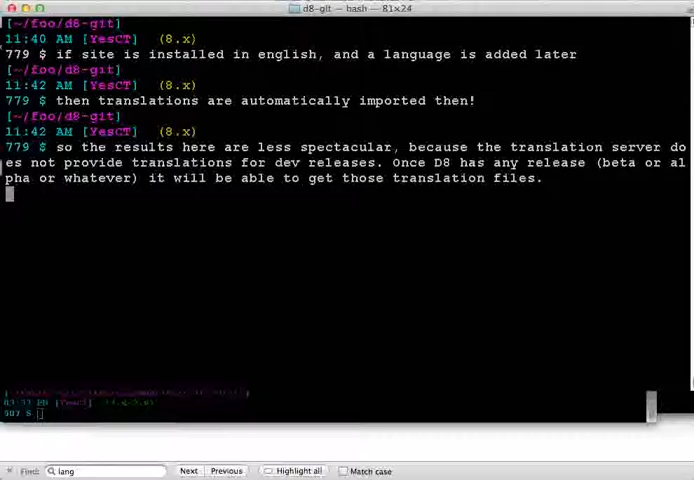 d8-git — bash — 81×24
[~/foo/d8-git]
11:40 AM [YesCT] (8.x)
779 $ if site is installed in english, and a language is added later
[~/foo/d8-git]
11:42 AM [YesCT] (8.x)
779 $ then translations are automatically imported then!
[~/foo/d8-git]
11:42 AM [YesCT] (8.x)
779 $ so the results here are less spectacular, because the translation server do
es not provide translations for dev releases. Once D8 has any release (beta or al
pha or whatever) it will be able to get those translation files.
[YesCT]
$
Find: lang Next Previous Highlight all Match case